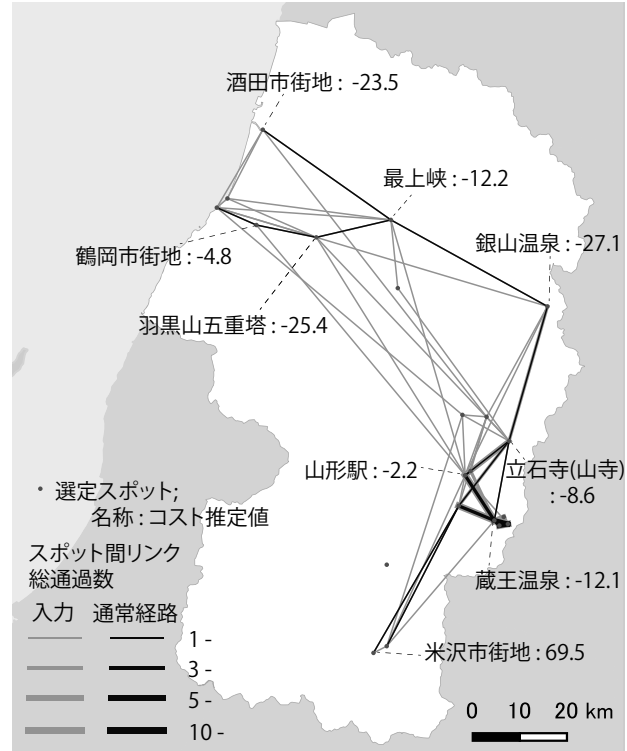 酒田市街地 : -23.5
最上峡 : -12.2
銀山温泉 : -27.1
鶴岡市街地 : -4.8
羽黒山五重塔 : -25.4
山形駅 : -2.2
立石寺(山寺)
: -8.6
選定スポット;
名称 : コスト推定値
蔵王温泉 : -12.1
スポット間リンク
総通過数
入力 通常経路
1 -
3 -
5 -
10 -
米沢市街地 : 69.5
0 10 20 km